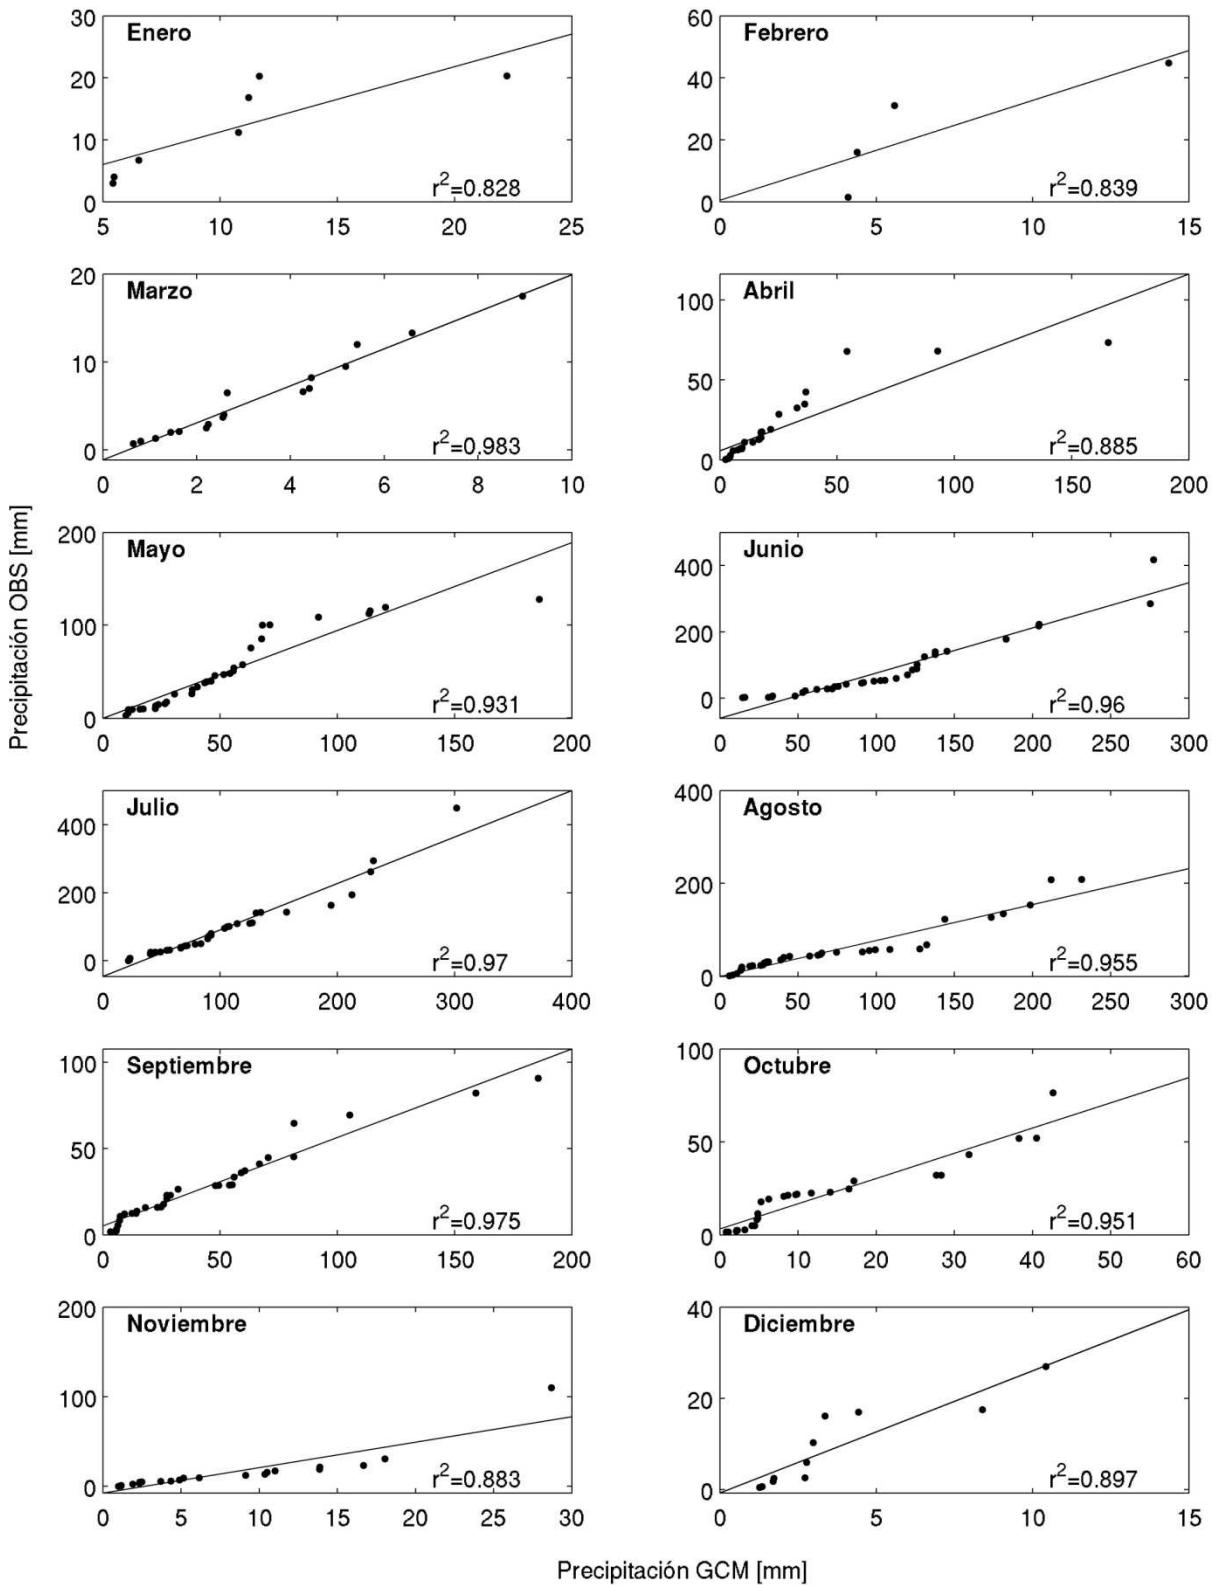 Enero
r²=0.828
30
20
10
0
5 10 15 20 25
Febrero
r²=0.839
60
40
20
0
0 5 10 15
Marzo
r²=0.983
20
10
0
0 2 4 6 8 10
Abril
r²=0.885
100
50
0
0 50 100 150 200
Precipitación OBS [mm]
Mayo
r²=0.931
200
100
0
0 50 100 150 200
Junio
r²=0.96
400
200
0
0 50 100 150 200 250 300
Julio
r²=0.97
400
200
0
0 100 200 300 400
Agosto
r²=0.955
400
200
0
0 50 100 150 200 250 300
Septiembre
r²=0.975
100
50
0
0 50 100 150 200
Octubre
r²=0.951
100
50
0
0 10 20 30 40 50 60
Noviembre
r²=0.883
200
100
0
0 5 10 15 20 25 30
Diciembre
r²=0.897
40
20
0
0 5 10 15
Precipitación GCM [mm]